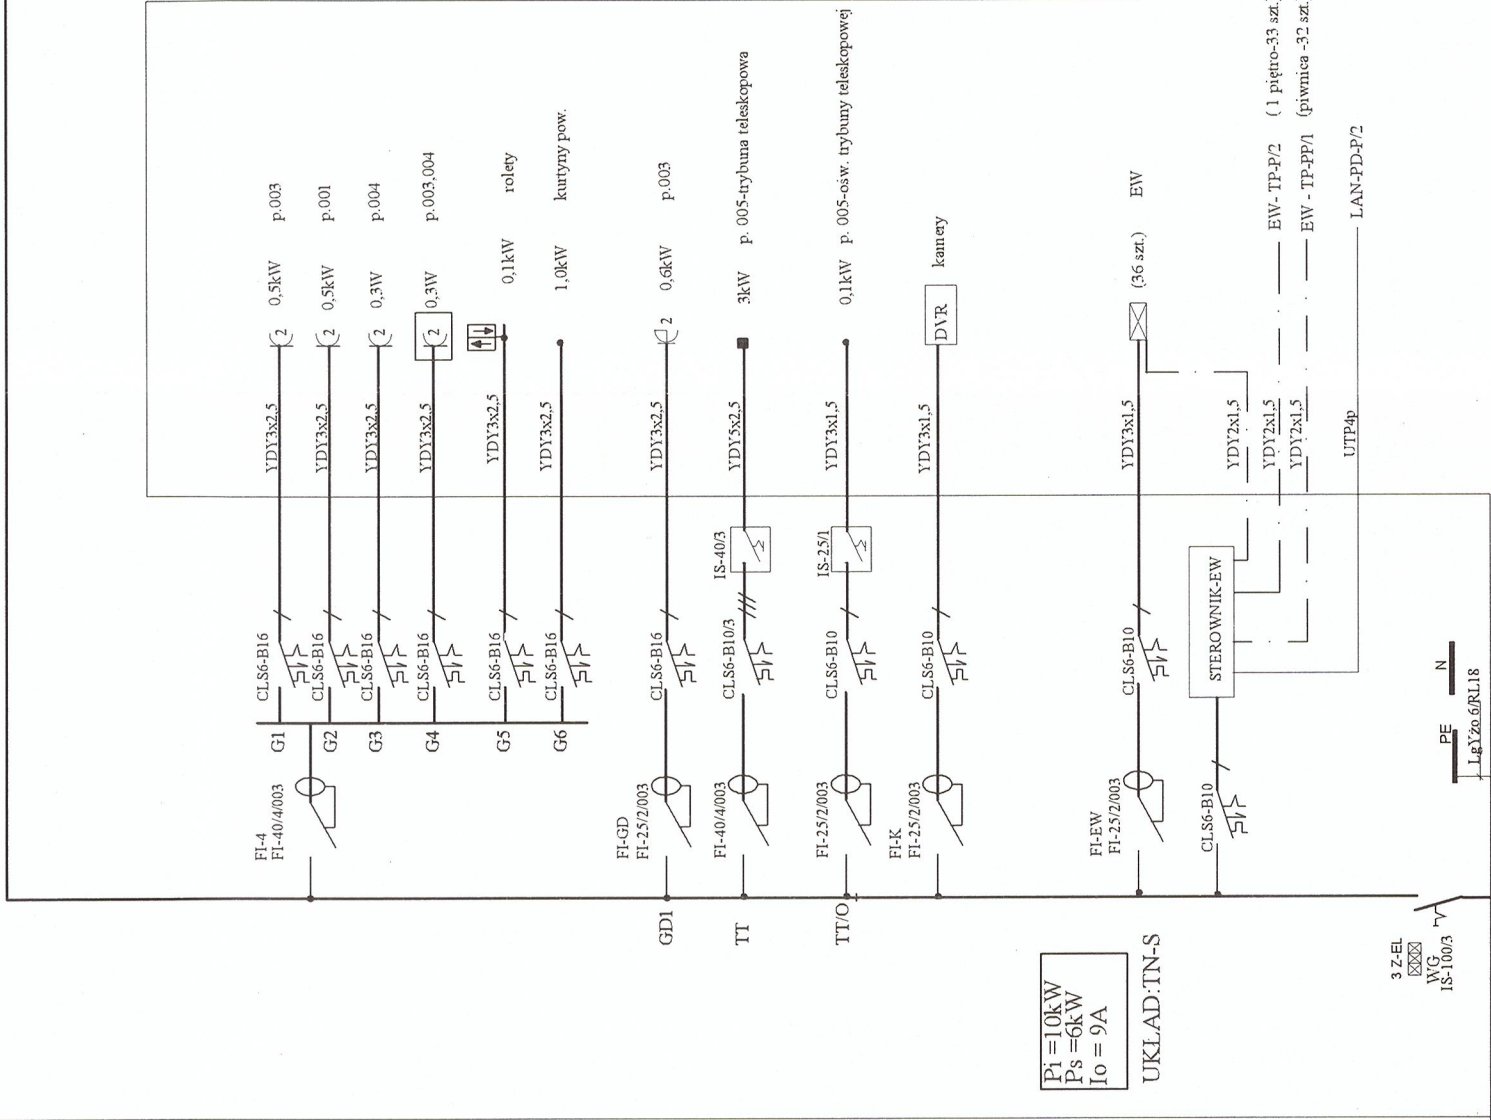 FI-4
FI-40/4/003
G1
CLS6-B16
YDY3x2,5
2
0,5kW
p.003
G2
CLS6-B16
YDY3x2,5
2
0,5kW
p.001
G3
CLS6-B16
YDY3x2,5
2
0,3W
p.004
G4
CLS6-B16
YDY3x2,5
2
0,3W
p.003,004
G5
CLS6-B10
YDY3x2,5
0,1kW
rolety
G6
CLS6-B16
YDY3x2,5
1,0kW
kurtyny pow.
GD1
FI-GD
FI-25/2/003
CLS6-B16
YDY3x2,5
2
0,6kW
p.003
TT
FI-40/4/003
CLS6-B10/3
IS-40/3
YDY5x2,5
3kW
p. 005-trybuna teleskopowa
TT/O
FI-25/2/003
CLS6-B10
IS-25/1
YDY3x1,5
0,1kW
p. 005-ośw. trybuny teleskopowej
FI-K
FI-25/2/003
CLS6-B10
YDY3x1,5
DVR
kamery
FI-EW
FI-25/2/003
CLS6-B10
YDY3x1,5
(36 szt.)
EW
CLS6-B10
STEROWNIK-EW
YDY2x1,5
YDY2x1,5
EW- TP-P/2
( 1 piętro-33 szt.)
YDY2x1,5
EW - TP-PP/1
(piwnica -32 szt.)
UTP4p
LAN-PD-P/2
Pi =10kW
Ps =6kW
Io = 9A
UKŁAD:TN-S
3 Z-EL
WG
IS-100/3
PE
N
LgYżo 6/RL18